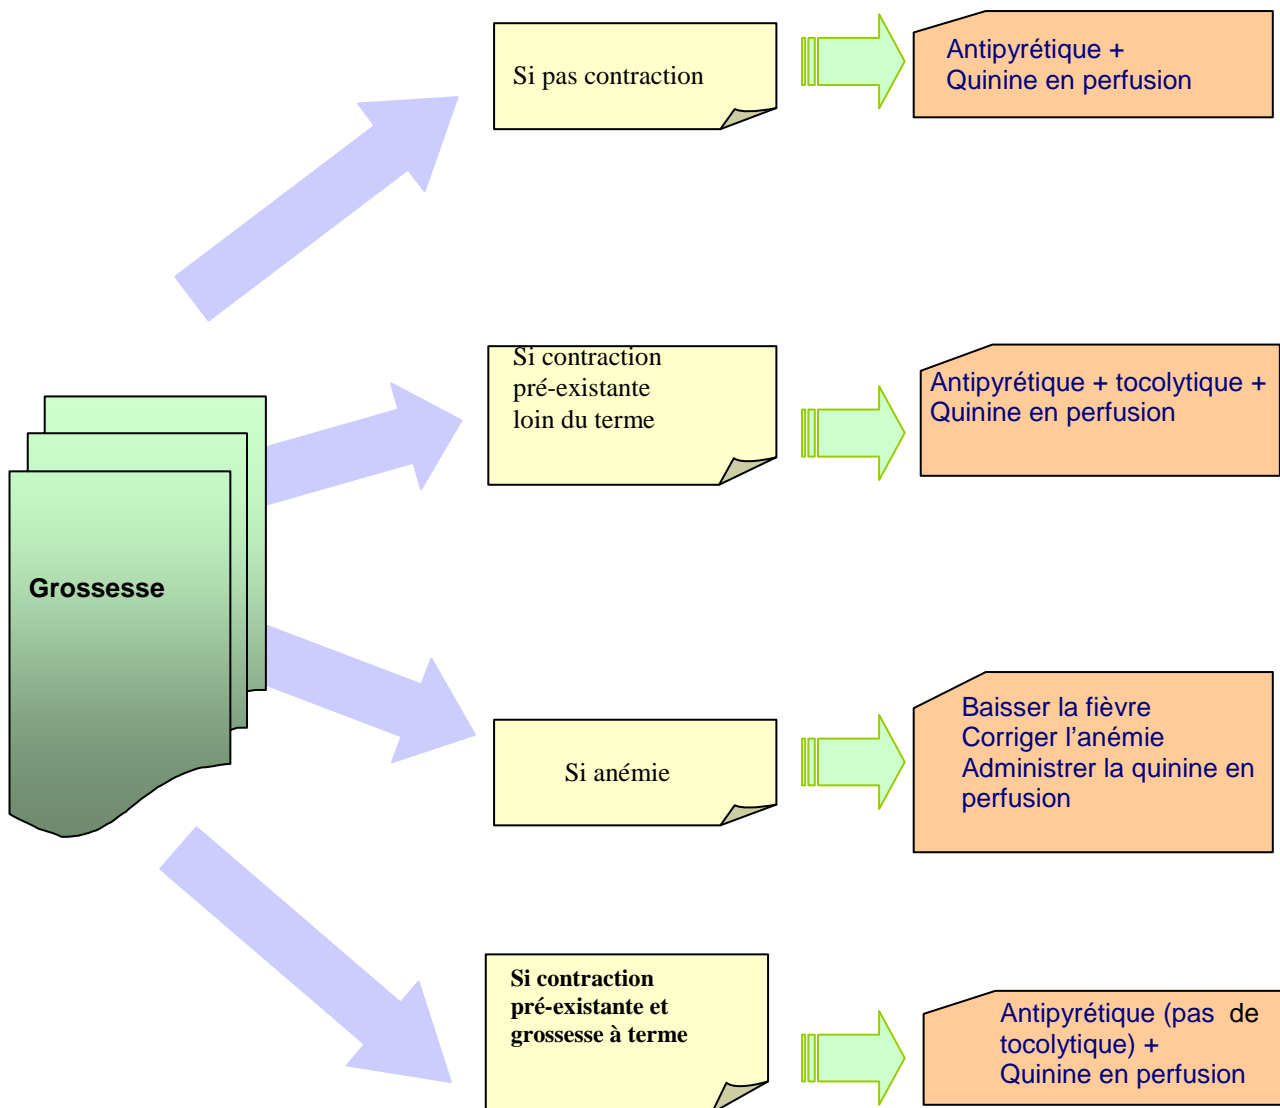 Si pas contraction
Antipyrétique +
Quinine en perfusion
Si contraction
pré-existante
loin du terme
Antipyrétique + tocolytique +
Quinine en perfusion
Grossesse
Si anémie
Baisser la fièvre
Corriger l’anémie
Administrer la quinine en
perfusion
Si contraction
pré-existante et
grossesse à terme
Antipyrétique (pas de
tocolytique) +
Quinine en perfusion